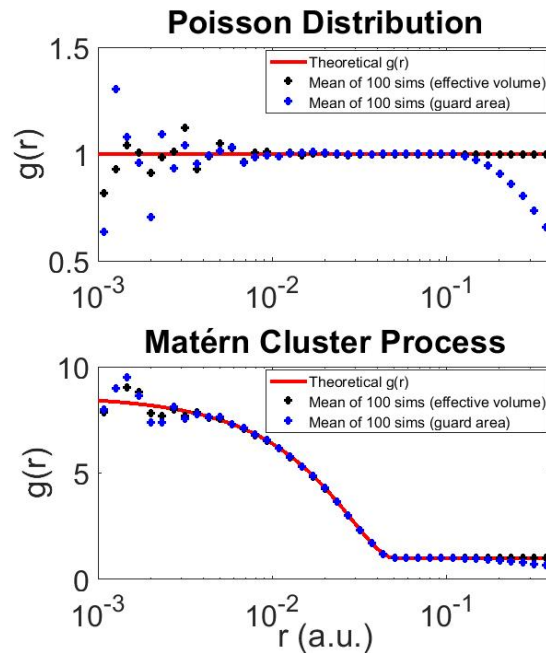 Poisson Distribution
1.5
Theoretical g(r)
Mean of 100 sims (effective volume)
Mean of 100 sims (guard area)
g(r)
1
0.5
10-3
10-2
10-1
Matérn Cluster Process
10
Theoretical g(r)
Mean of 100 sims (effective volume)
Mean of 100 sims (guard area)
g(r)
5
0
10-3
10-2
10-1
r (a.u.)